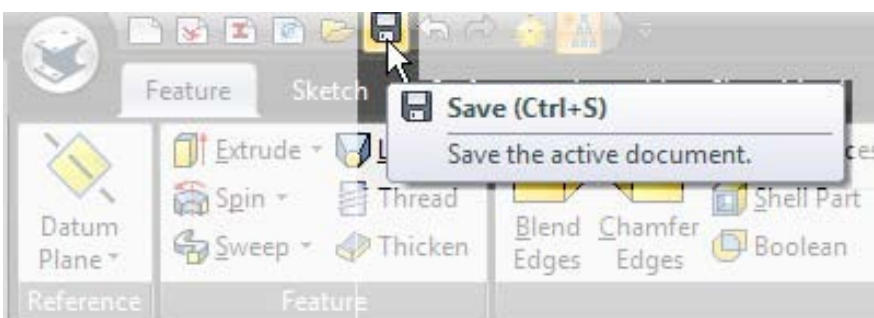 Feature Sketch
Save (Ctrl+S)
Save the active document.
Extrude
Spin
Thread
Shell Part
Datum
Plane
Sweep
Thicken
Blend
Edges
Chamfer
Edges
Boolean
Reference
Feature